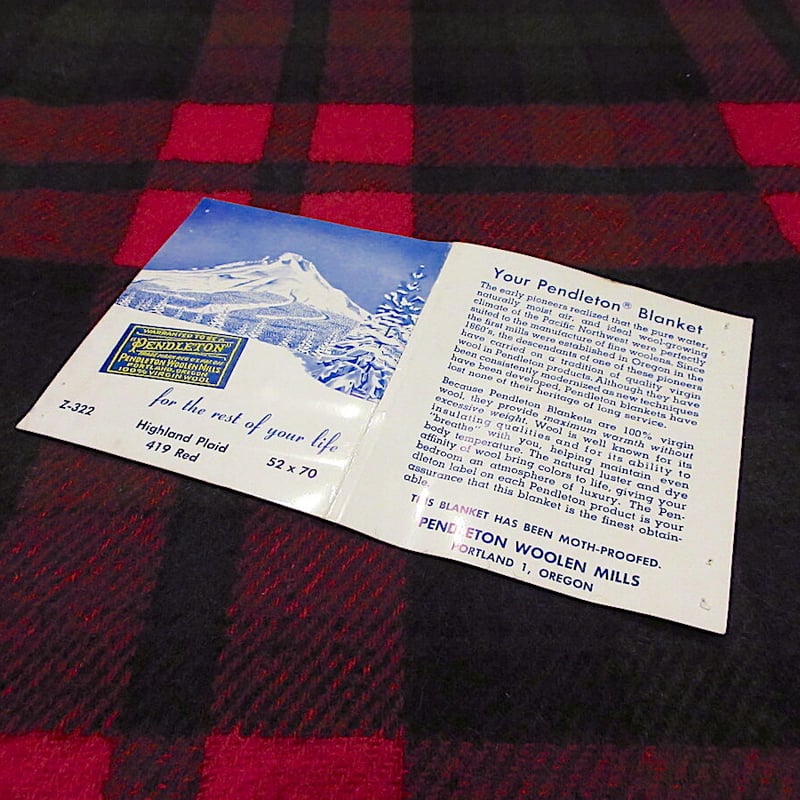 WARRANTED TO BE A
"PENDLETON"
PENDLETON WOOLEN MILLS
PORTLAND, OREGON
100% VIRGIN WOOL
for the rest of your life
Z-322
Highland Plaid
52 x 70
419 Red
Your Pendleton® Blanket
The early pioneers realized that the pure water,
naturally moist air, and ideal wool-growing
climate of the Pacific Northwest were perfectly
suited to the manufacture of fine woolens. Since
the first mills were established in Oregon in the
1860's, the descendants of one of these pioneers
have carried on a tradition of quality virgin
wool in Pendleton Products. Although they have
been consistently modernized as new techniques
have been developed, Pendleton blankets have
lost none of their heritage of long service.
Because Pendleton Blankets are 100% virgin
wool, they provide maximum warmth without
excessive weight. Wool is well known for its
insulating qualities and for its ability to
"breathe" with you, helping to maintain even
body temperature. The natural luster and dye
affinity of wool bring colors to life, giving your
bedroom an atmosphere of luxury. The Pen-
dleton label on each Pendleton product is your
assurance that this blanket is the finest obtain-
able.
THIS BLANKET HAS BEEN MOTH-PROOFED.
PENDLETON WOOLEN MILLS
PORTLAND 1, OREGON